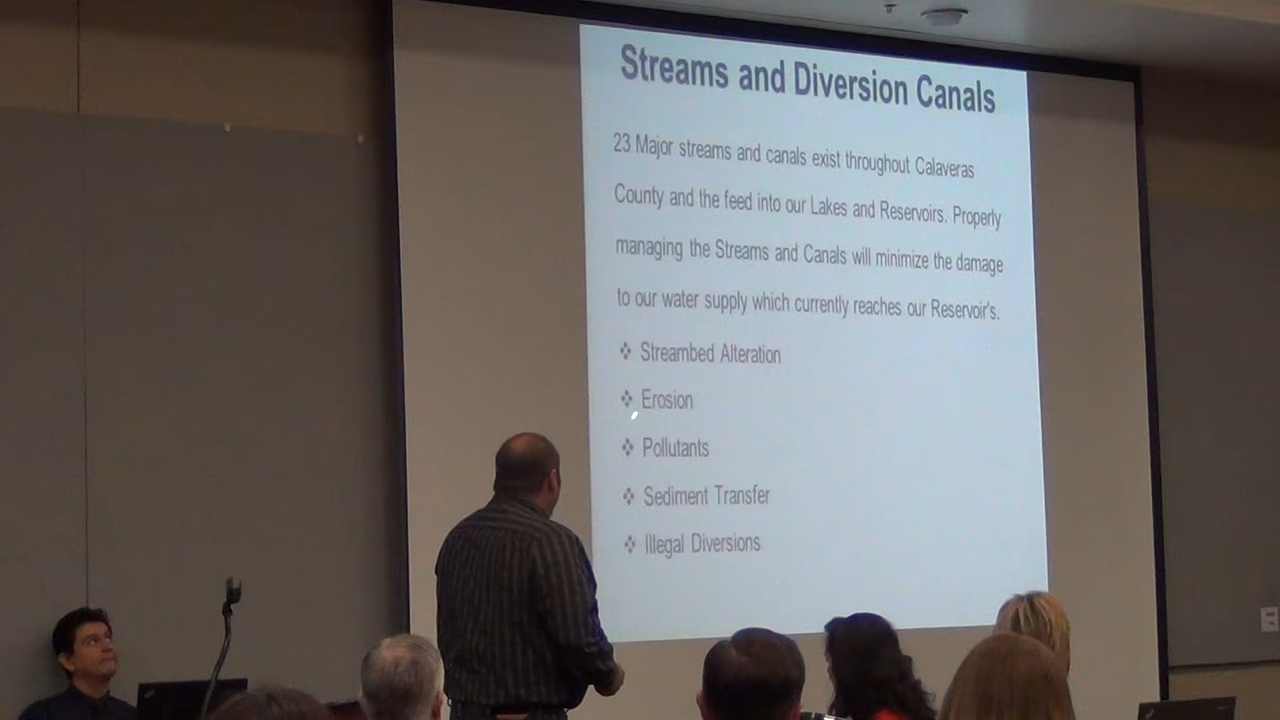 Streams and Diversion Canals
23 Major streams and canals exist throughout Calaveras
County and the feed into our Lakes and Reservoirs. Properly
managing the Streams and Canals will minimize the damage
to our water supply which currently reaches our Reservoir's.
❖ Streambed Alteration
❖ Erosion
❖ Pollutants
❖ Sediment Transfer
❖ Illegal Diversions